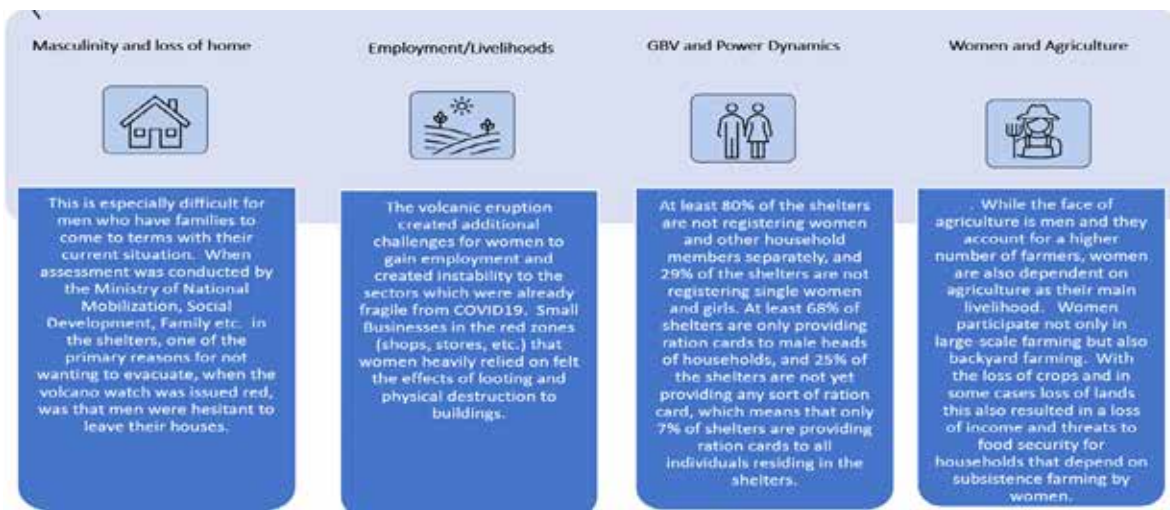 Masculinity and loss of home
Employment/Livelihoods
GBV and Power Dynamics
Women and Agriculture
This is especially difficult for
men who have families to
come to terms with their
current situation. When
assessment was conducted by
the Ministry of National
Mobilization, Social
Development, Family etc. in
the shelters, one of the
primary reasons for not
wanting to evacuate, when the
volcano watch was issued red,
was that men were hesitant to
leave their houses.
The volcanic eruption
created additional
challenges for women to
gain employment and
created instability to the
sectors which were already
fragile from COVID19. Small
Businesses in the red zones
(shops, stores, etc.) that
women heavily relied on felt
the effects of looting and
physical destruction to
buildings.
At least 80% of the shelters
are not registering women
and other household
members separately, and
29% of the shelters are not
registering single women
and girls. At least 68% of
shelters are only providing
ration cards to male heads
of households, and 25% of
the shelters are not yet
providing any sort of ration
card, which means that only
7% of shelters are providing
ration cards to all
individuals residing in the
shelters.
. While the face of
agriculture is men and they
account for a higher
number of farmers, women
are also dependent on
agriculture as their main
livelihood. Women
participate not only in
large-scale farming but also
backyard farming. With
the loss of crops and in
some cases loss of lands
this also resulted in a loss
of income and threats to
food security for
households that depend on
subsistence farming by
women.